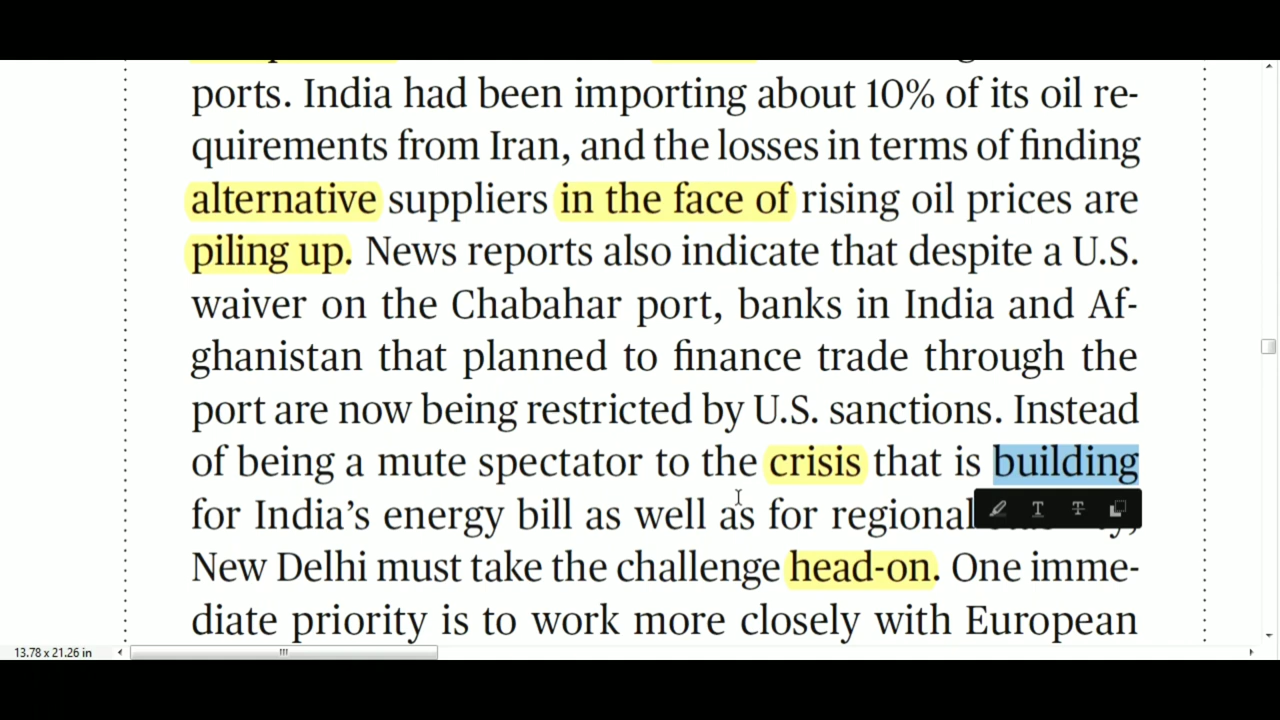 ports. India had been importing about 10% of its oil re-
quirements from Iran, and the losses in terms of finding
alternative suppliers in the face of rising oil prices are
piling up. News reports also indicate that despite a U.S.
waiver on the Chabahar port, banks in India and Af-
ghanistan that planned to finance trade through the
port are now being restricted by U.S. sanctions. Instead
of being a mute spectator to the crisis that is building
for India’s energy bill as well as for regional
New Delhi must take the challenge head-on. One imme-
diate priority is to work more closely with European
13.78 x 21.26 in